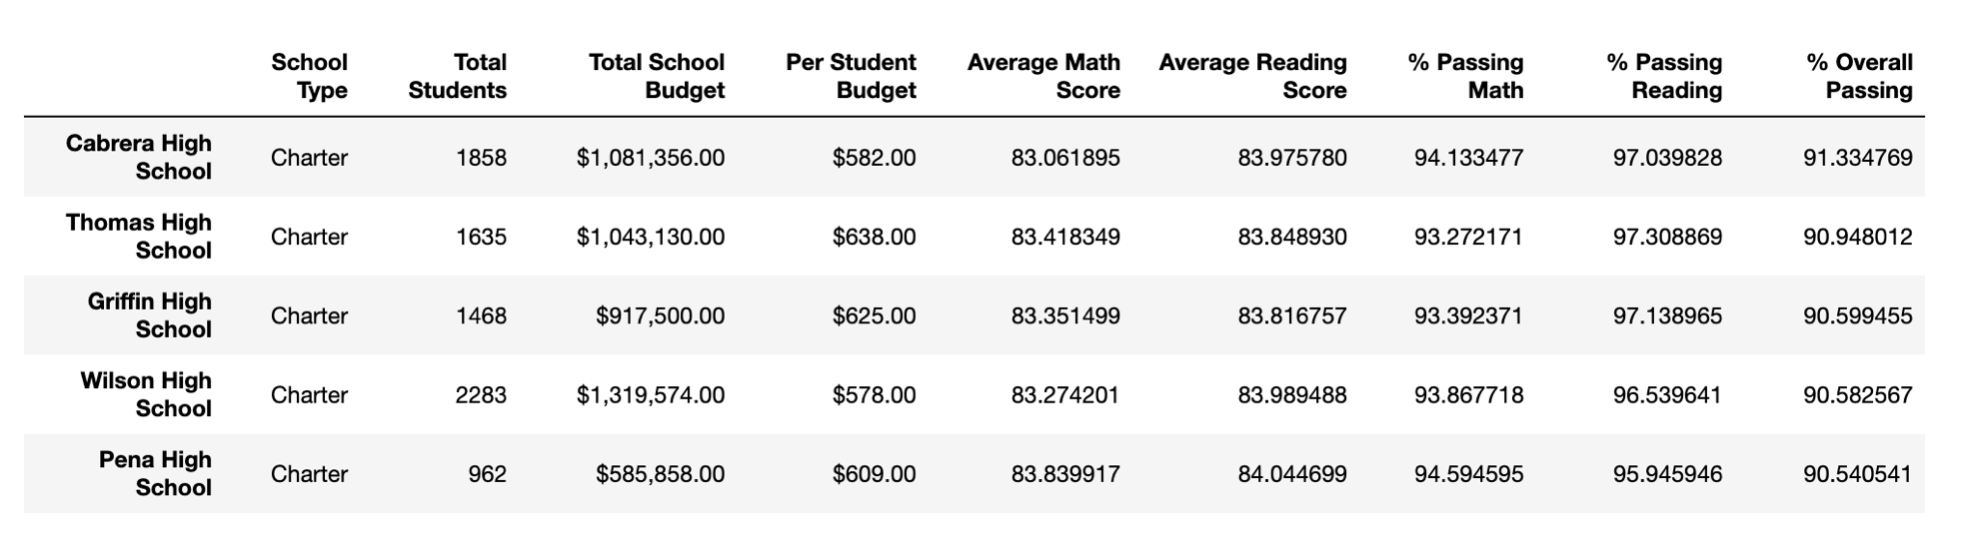 School Type Total Students Total School Budget Per Student Budget Average Math Score Average Reading Score % Passing Math % Passing Reading % Overall Passing
Cabrera High School Charter 1858 $1,081,356.00 $582.00 83.061895 83.975780 94.133477 97.039828 91.334769
Thomas High School Charter 1635 $1,043,130.00 $638.00 83.418349 83.848930 93.272171 97.308869 90.948012
Griffin High School Charter 1468 $917,500.00 $625.00 83.351499 83.816757 93.392371 97.138965 90.599455
Wilson High School Charter 2283 $1,319,574.00 $578.00 83.274201 83.989488 93.867718 96.539641 90.582567
Pena High School Charter 962 $585,858.00 $609.00 83.839917 84.044699 94.594595 95.945946 90.540541